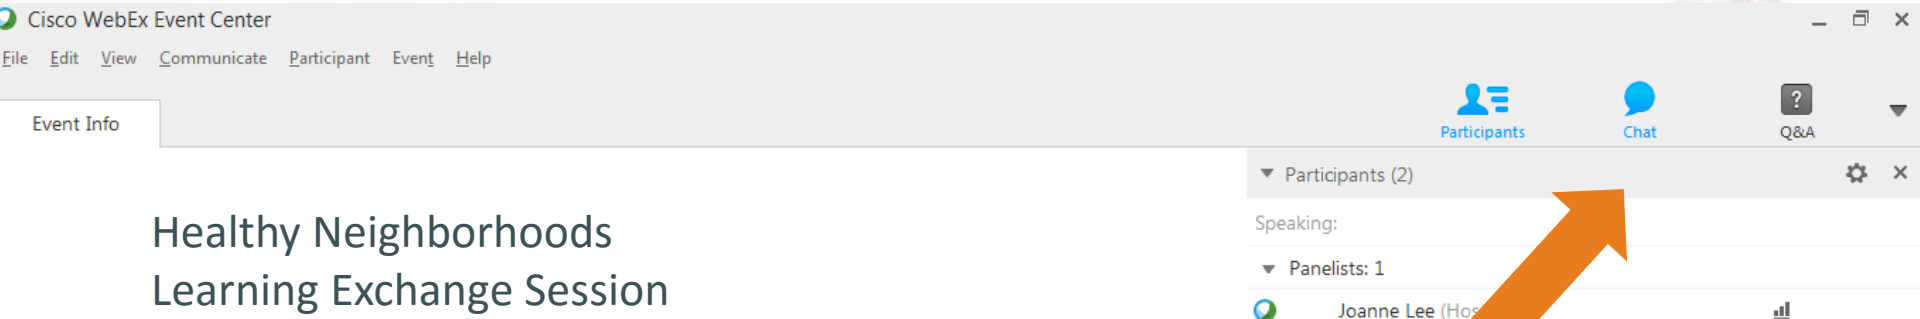 Cisco WebEx Event Center
File Edit View Communicate Participant Event Help
Event Info
Participants
Chat
?
Q&A
Participants (2)
Speaking:
Panelists: 1
Joanne Lee (Hos
Healthy Neighborhoods
Learning Exchange Session